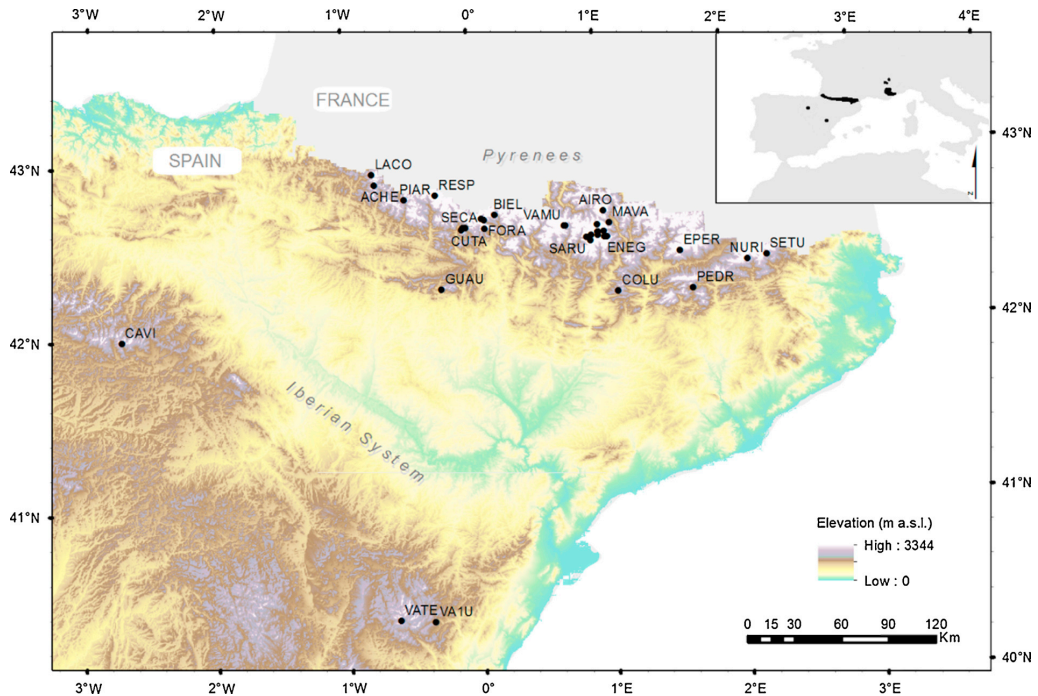 3°W 2°W 1°W 0° 1°E 2°E 3°E 4°E
FRANCE
43°N
43°N
SPAIN
Pyrenees
LACO
ACHE
PIAR
RESP
BIEL
SECA
CUTA
FORA
VAMU
AIRO
MAVA
SARU
ENEG
EPER
NURI
SETU
GUAU
COLU
PEDR
42°N
42°N
CAVI
Iberian System
41°N
41°N
Elevation (m a.s.l.)
High : 3344
Low : 0
VATE
VA1U
0 15 30 60 90 120
Km
40°N
3°W 2°W 1°W 0° 1°E 2°E 3°E
z